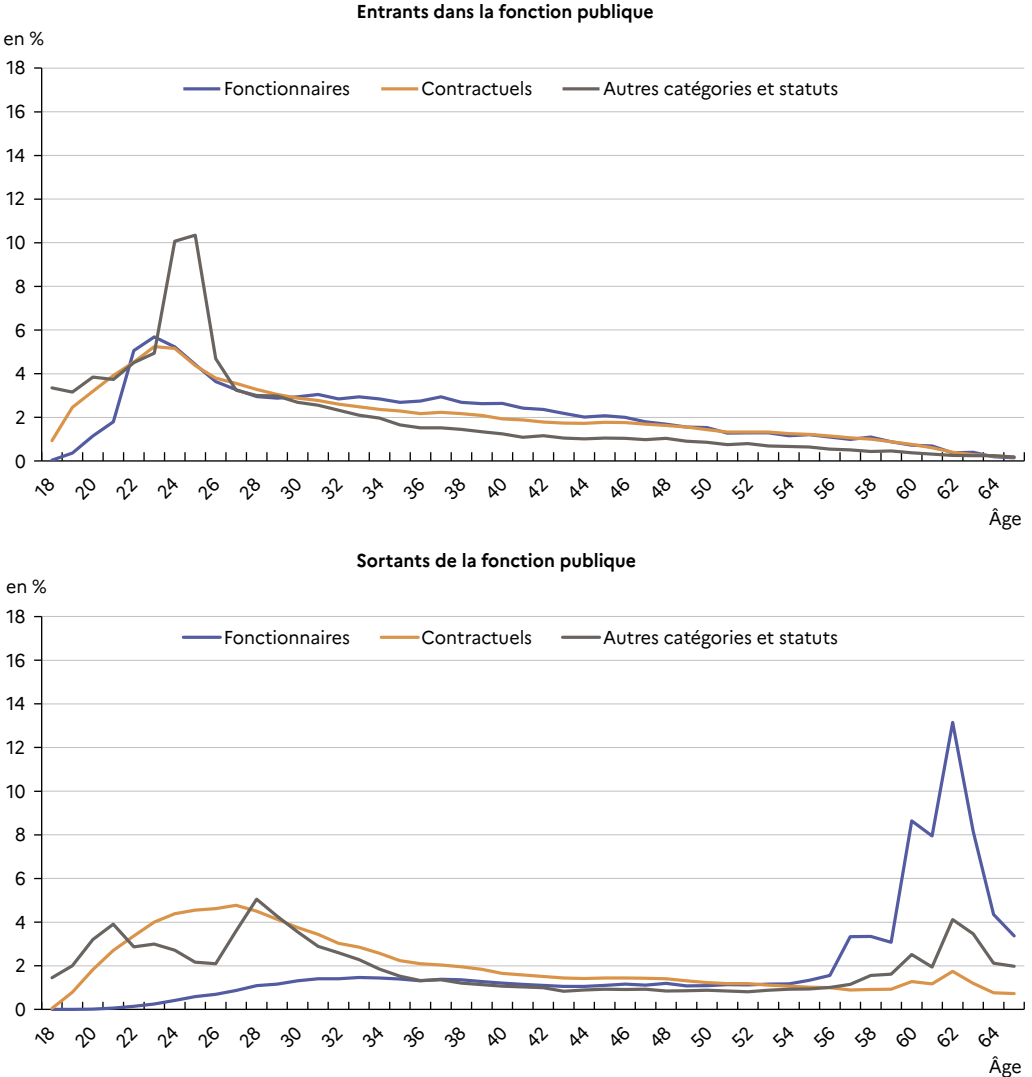 Entrants dans la fonction publique
en %
18
Fonctionnaires Contractuels Autres catégories et statuts
16
14
12
10
8
6
4
2
0
18 20 22 24 26 28 30 32 34 36 38 40 42 44 46 48 50 52 54 56 58 60 62 64
Âge
Sortants de la fonction publique
en %
18
Fonctionnaires Contractuels Autres catégories et statuts
16
14
12
10
8
6
4
2
0
18 20 22 24 26 28 30 32 34 36 38 40 42 44 46 48 50 52 54 56 58 60 62 64
Âge